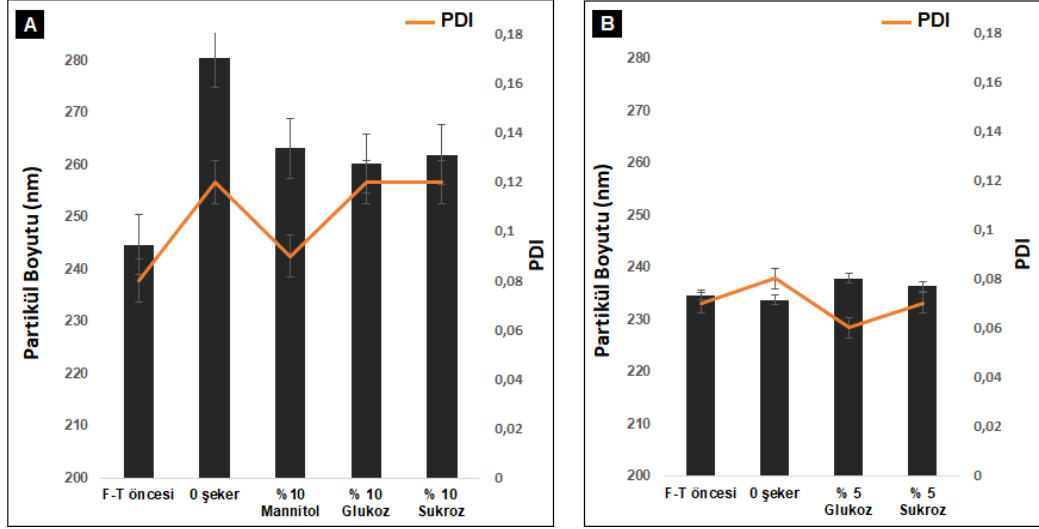 A
PDI
Partikül Boyutu (nm)
280
270
260
250
240
230
220
210
200
0,18
0,16
0,14
0,12
0,1
0,08
0,06
0,04
0,02
0
PDI
F-T öncesi
0 şeker
%10
Mannitol
% 10
Glukoz
% 10
Sukroz
B
PDI
Partikül Boyutu (nm)
280
270
260
250
240
230
220
210
200
0,18
0,16
0,14
0,12
0,1
0,08
0,06
0,04
0,02
0
PDI
F-T öncesi
0 şeker
% 5
Glukoz
% 5
Sukroz